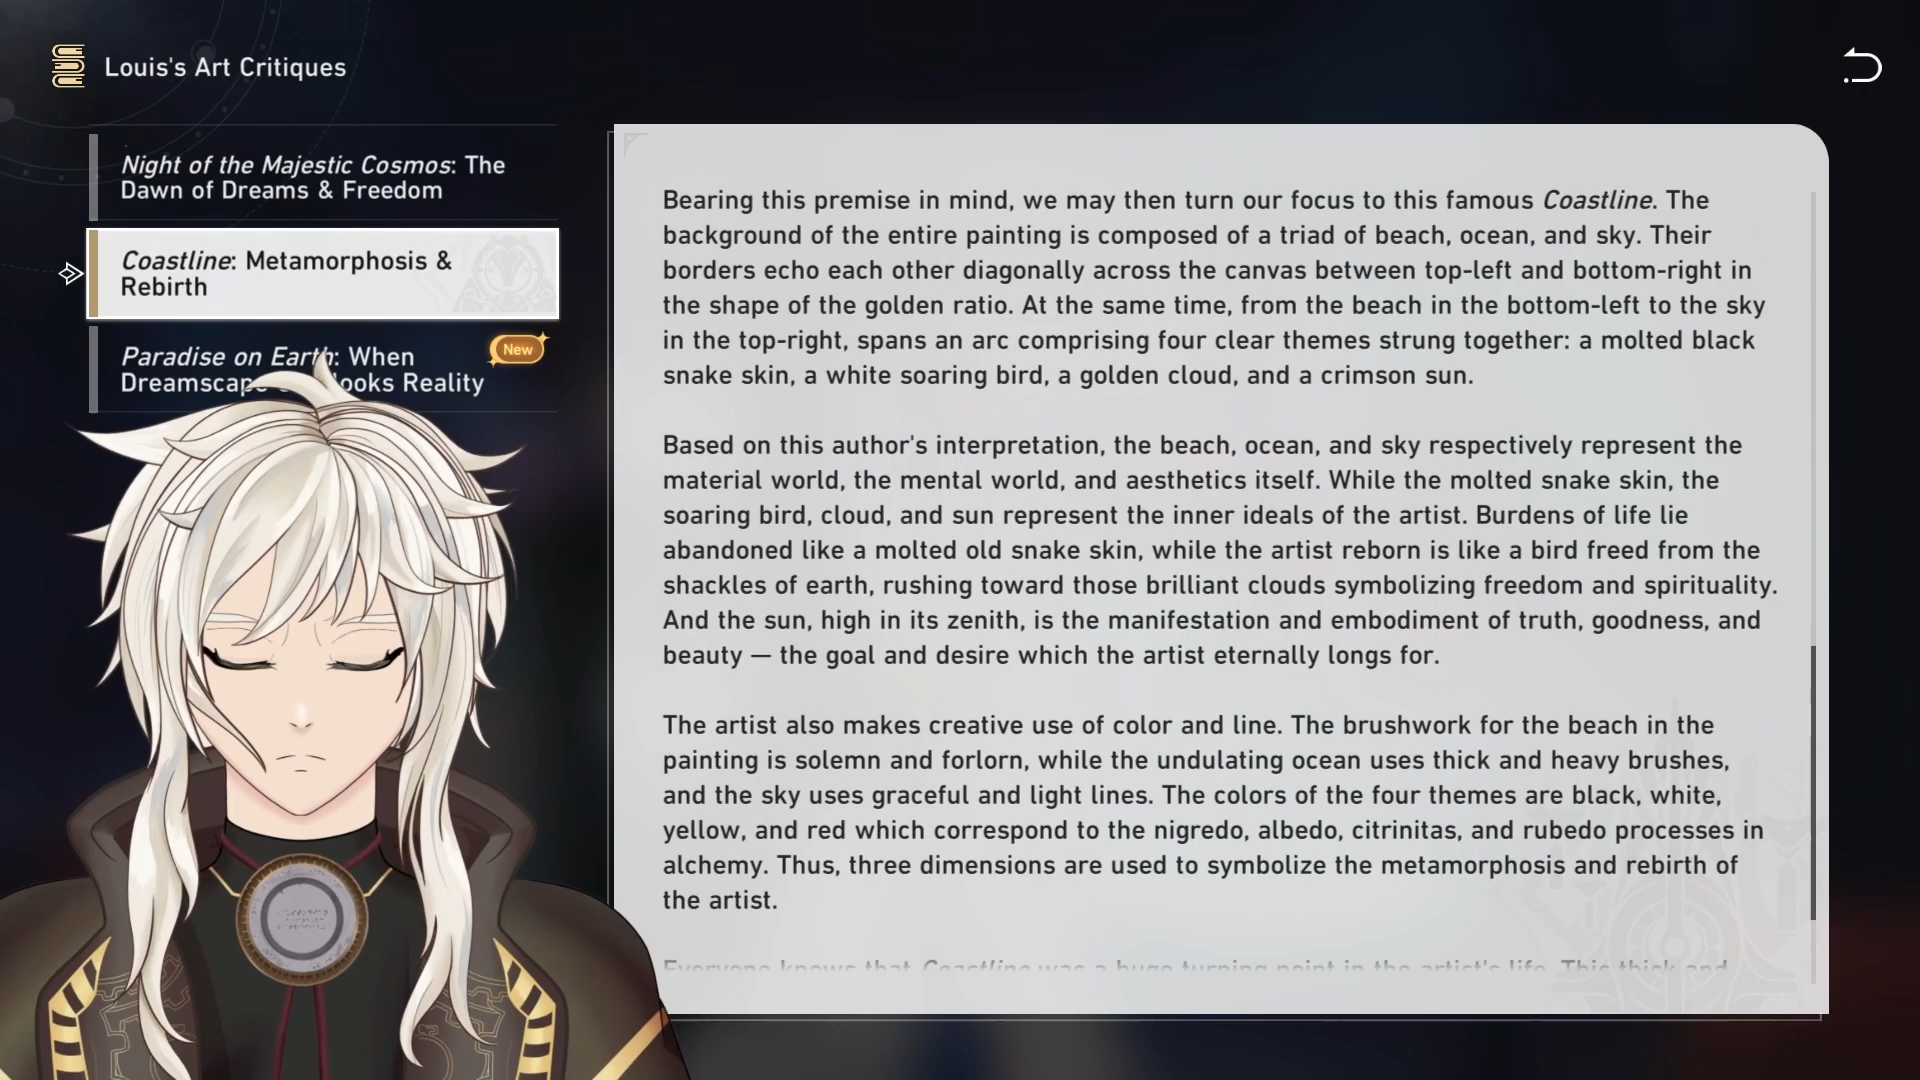 Louis's Art Critiques
Night of the Majestic Cosmos: The
Dawn of Dreams & Freedom
Coastline: Metamorphosis &
Rebirth
Paradise on Earth: When
New
Reality
Bearing this premise in mind, we may then turn our focus to this famous Coastline. The
background of the entire painting is composed of a triad of beach, ocean, and sky. Their
borders echo each other diagonally across the canvas between top-left and bottom-right in
the shape of the golden ratio. At the same time, from the beach in the bottom-left to the sky
in the top-right, spans an arc comprising four clear themes strung together: a molted black
snake skin, a white soaring bird, a golden cloud, and a crimson sun.
Based on this author's interpretation, the beach, ocean, and sky respectively represent the
material world, the mental world, and aesthetics itself. While the molted snake skin, the
soaring bird, cloud, and sun represent the inner ideals of the artist. Burdens of life lie
abandoned like a molted old snake skin, while the artist reborn is like a bird freed from the
shackles of earth, rushing toward those brilliant clouds symbolizing freedom and spirituality.
And the sun, high in its zenith, is the manifestation and embodiment of truth, goodness, and
beauty — the goal and desire which the artist eternally longs for.
The artist also makes creative use of color and line. The brushwork for the beach in the
painting is solemn and forlorn, while the undulating ocean uses thick and heavy brushes,
and the sky uses graceful and light lines. The colors of the four themes are black, white,
yellow, and red which correspond to the nigredo, albedo, citrinitas, and rubedo processes in
alchemy. Thus, three dimensions are used to symbolize the metamorphosis and rebirth of
the artist.
Everyone knows that Coastline was a huge turning point in the artist's life. This thick and